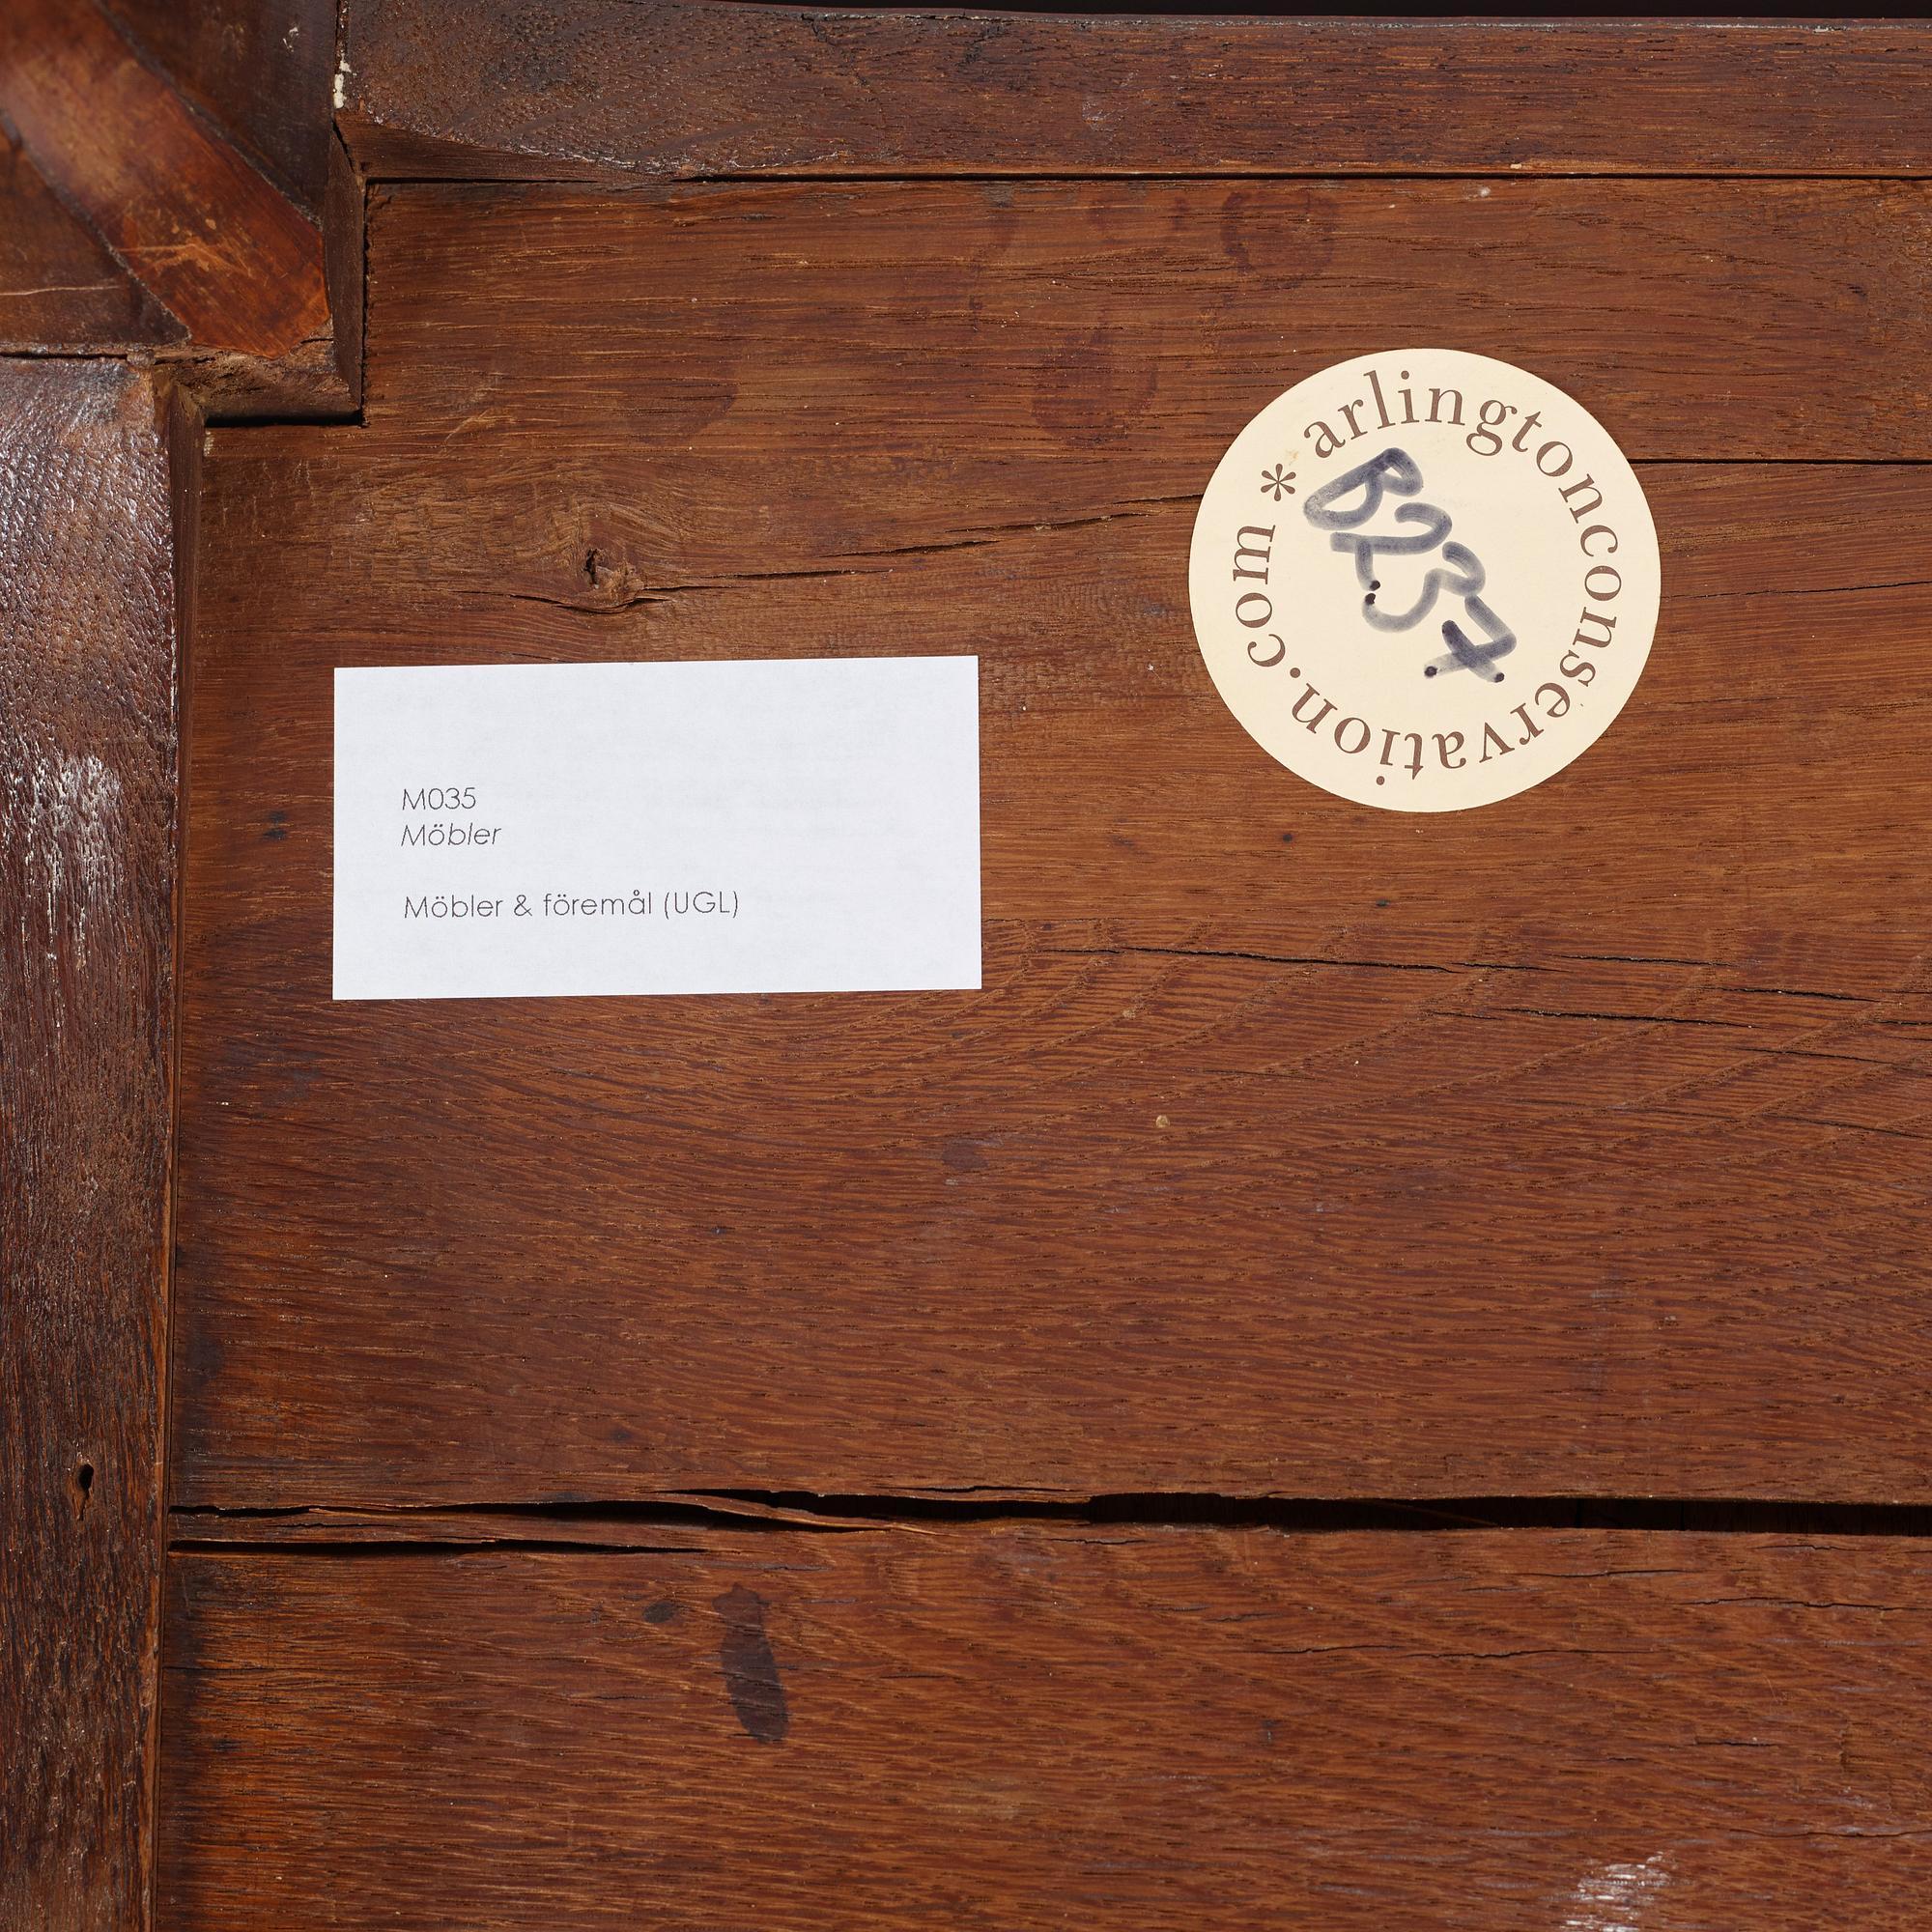 M035
Möbler
Möbler & föremål (UGL)
* arlingtonconservation.com
B237